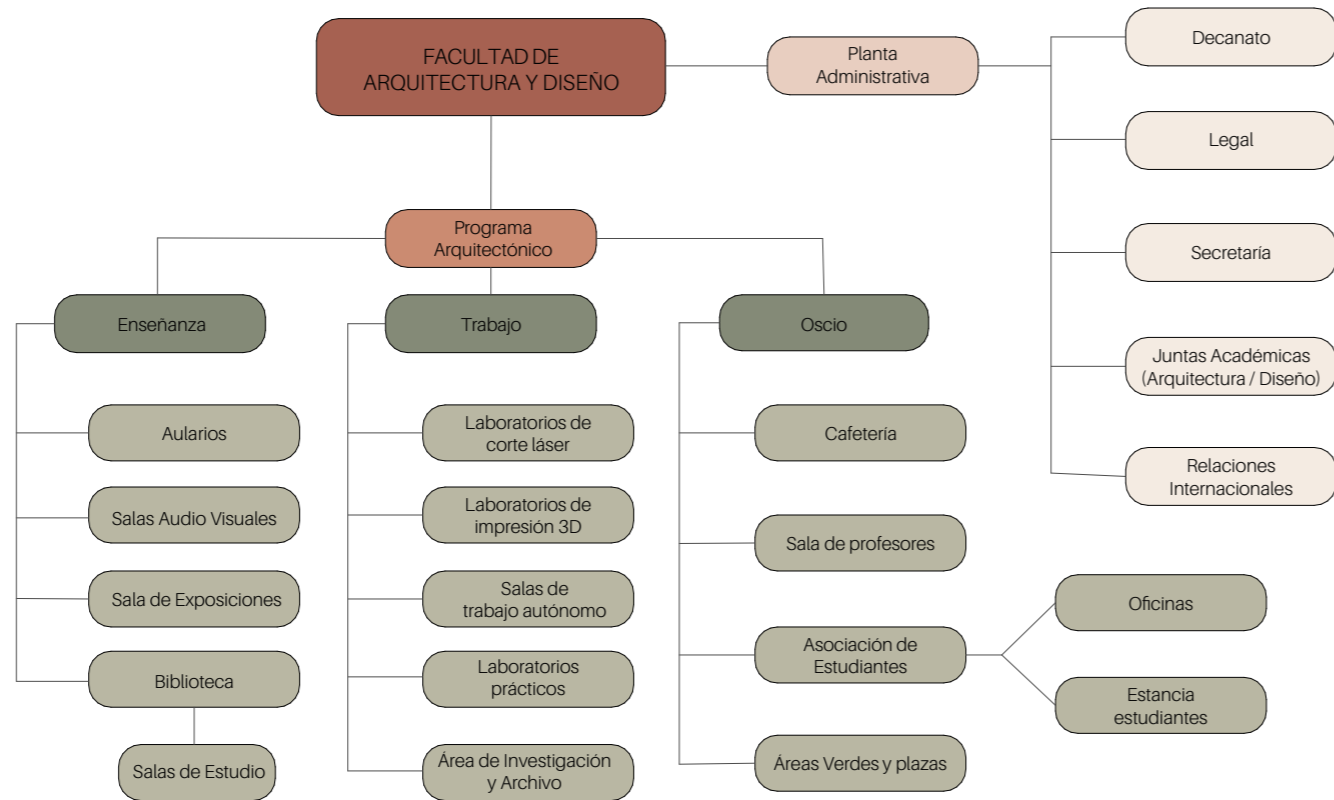 FACULTAD DE
ARQUITECTURA Y DISEÑO
Planta
Administrativa
Decanato
Legal
Secretaría
Juntas Académicas
(Arquitectura / Diseño)
Relaciones
Internacionales
Programa
Arquitectónico
Enseñanza
Aularios
Salas Audio Visuales
Sala de Exposiciones
Biblioteca
Salas de Estudio
Trabajo
Laboratorios de
corte láser
Laboratorios de
impresión 3D
Salas de
trabajo autónomo
Laboratorios
prácticos
Área de Investigación
y Archivo
Oscio
Cafetería
Sala de profesores
Asociación de
Estudiantes
Oficinas
Estancia
estudiantes
Áreas Verdes y plazas